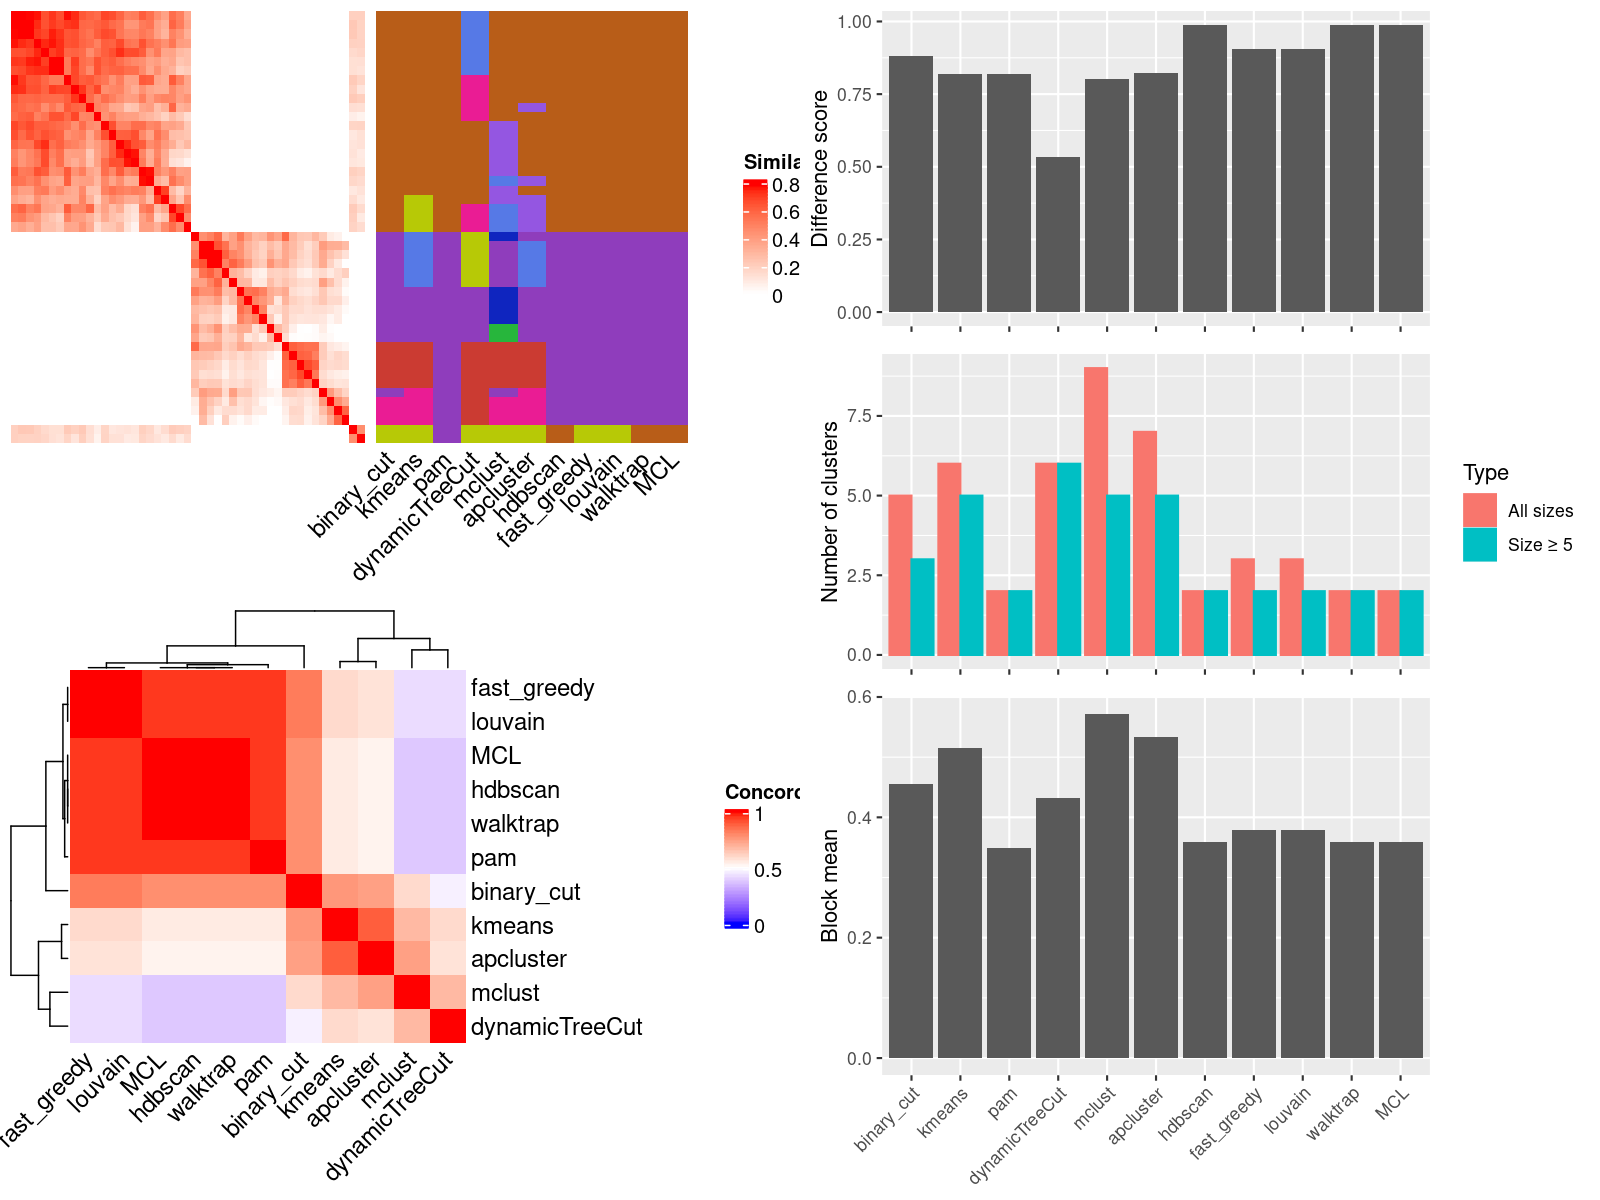 Simila
0.8
0.6
0.4
0.2
0
binary_cut
kmeans
pam
dynamicTreeCut
mclust
apcluster
hdbscan
fast_greedy
louvain
walktrap
MCL
fast_greedy
louvain
MCL
hdbscan
walktrap
pam
binary_cut
kmeans
apcluster
mclust
dynamicTreeCut
fast_greedy
louvain
MCL
hdbscan
walktrap
pam
binary_cut
kmeans
apcluster
mclust
dynamicTreeCut
Concord
1
0.5
0
Difference score
1.00
0.75
0.50
0.25
0.00
Number of clusters
7.5
5.0
2.5
0.0
Type
All sizes
Size ≥ 5
Block mean
0.6
0.4
0.2
0.0
binary_cut
kmeans
pam
dynamicTreeCut
mclust
apcluster
hdbscan
fast_greedy
louvain
walktrap
MCL